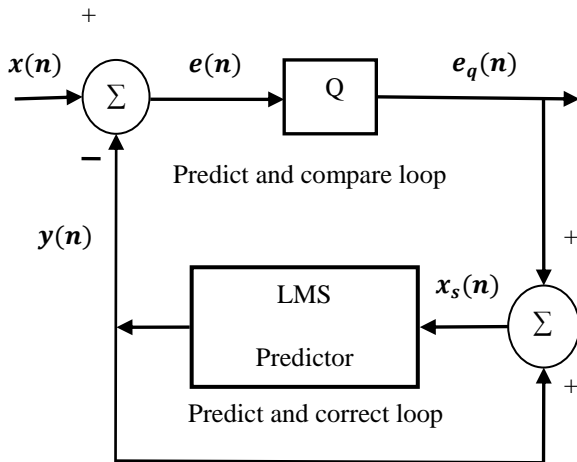 +
x(n)
e(n)
Q
e_q(n)
Σ
−
Predict and compare loop
y(n)
+
LMS
x_s(n)
Σ
Predictor
+
Predict and correct loop